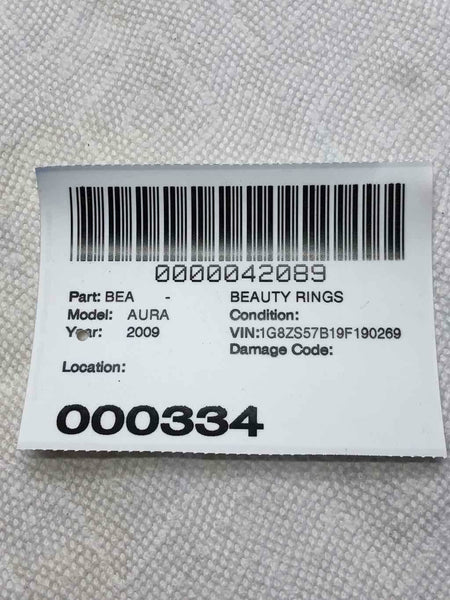 0000042089
Part: BEA - BEAUTY RINGS
Model: AURA Condition:
Year: 2009 VIN:1G8ZS57B19F190269
Damage Code:
Location:
000334